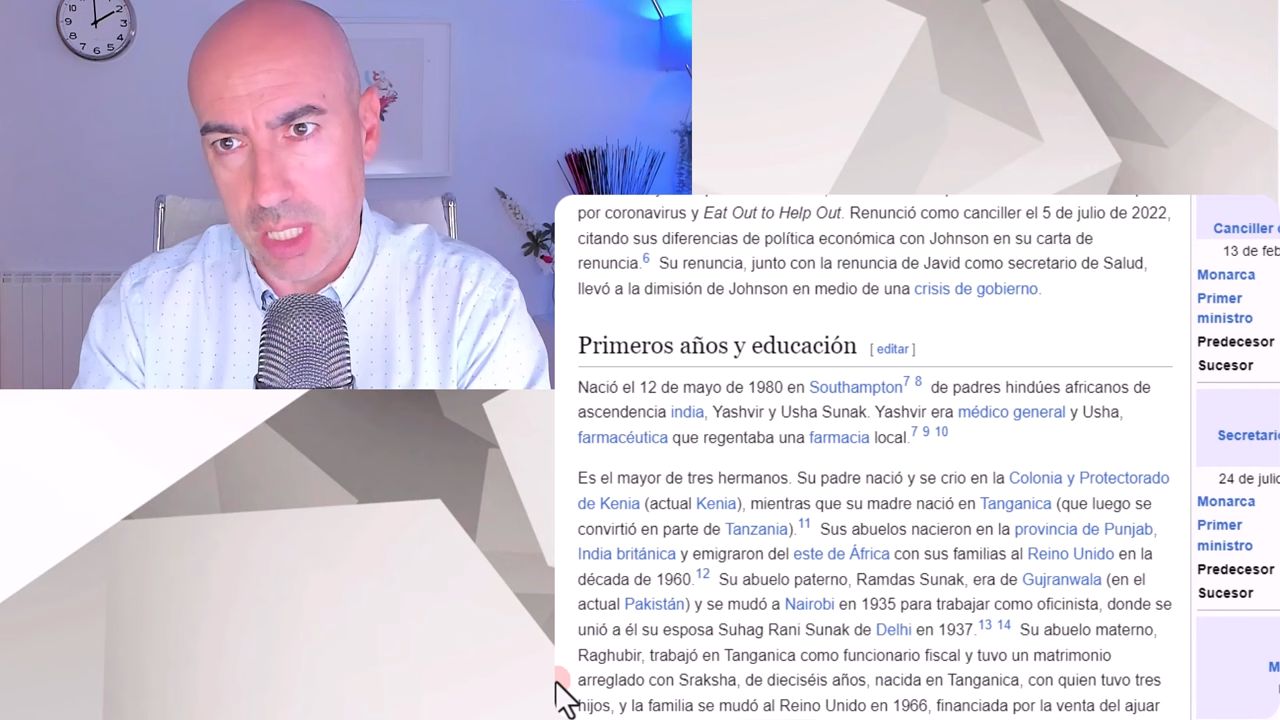 por coronavirus y Eat Out to Help Out. Renunció como canciller el 5 de julio de 2022,
citando sus diferencias de política económica con Johnson en su carta de
renuncia.6 Su renuncia, junto con la renuncia de Javid como secretario de Salud,
llevó a la dimisión de Johnson en medio de una crisis de gobierno.
Primeros años y educación [ editar ]
Nació el 12 de mayo de 1980 en Southampton7 8 de padres hindúes africanos de
ascendencia india, Yashvir y Usha Sunak. Yashvir era médico general y Usha,
farmacéutica que regentaba una farmacia local.7 9 10
Es el mayor de tres hermanos. Su padre nació y se crio en la Colonia y Protectorado
de Kenia (actual Kenia), mientras que su madre nació en Tanganica (que luego se
convirtió en parte de Tanzania).11 Sus abuelos nacieron en la provincia de Punjab,
India británica y emigraron del este de África con sus familias al Reino Unido en la
década de 1960.12 Su abuelo paterno, Ramdas Sunak, era de Gujranwala (en el
actual Pakistán) y se mudó a Nairobi en 1935 para trabajar como oficinista, donde se
unió a él su esposa Suhag Rani Sunak de Delhi en 1937.13 14 Su abuelo materno,
Raghubir, trabajó en Tanganica como funcionario fiscal y tuvo un matrimonio
arreglado con Sraksha, de dieciséis años, nacida en Tanganica, con quien tuvo tres
hijos, y la familia se mudó al Reino Unido en 1966, financiada por la venta del ajuar
Canciller
13 de feb
Monarca
Primer
ministro
Predecesor
Sucesor
Secretari
24 de juli
Monarca
Primer
ministro
Predecesor
Sucesor
M